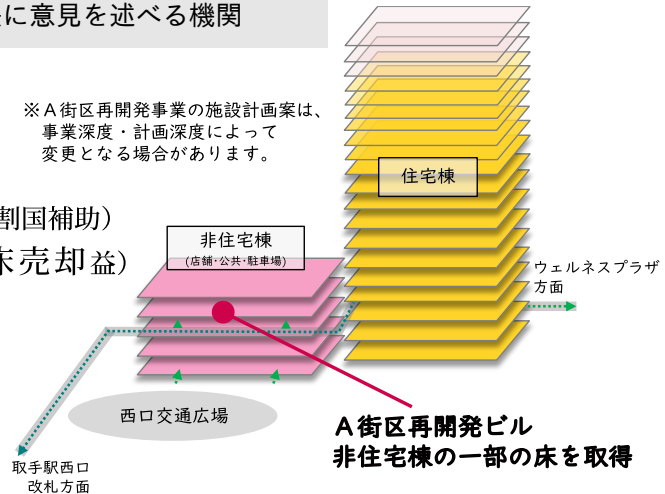 に意見を述べる機関
※Ａ街区再開発事業の施設計画案は、
事業深度・計画深度によって
変更となる場合があります。
割国補助）
床売却益）
住宅棟
非住宅棟
(店舗･公共･駐車場)
ウェルネスプラザ
方面
西口交通広場
Ａ街区再開発ビル
非住宅棟の一部の床を取得
取手駅西口
改札方面